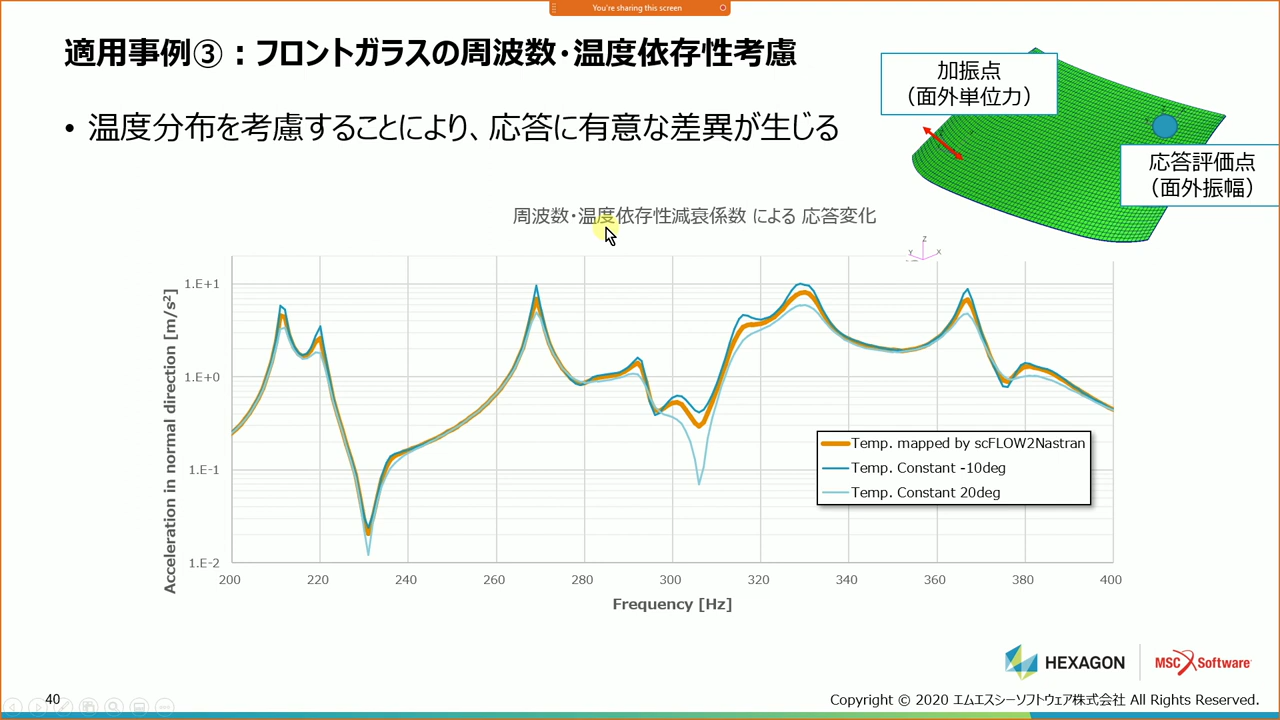 You're sharing this screen
適用事例③：フロントガラスの周波数・温度依存性考慮
• 温度分布を考慮することにより、応答に有意な差異が生じる
加振点
（面外単位力）
応答評価点
（面外振幅）
周波数・温度依存性減衰係数 による 応答変化
Z
Y
X
Acceleration in normal direction [m/s²]
1.E+1
1.E+0
1.E-1
1.E-2
200 220 240 260 280 300 320 340 360 380 400
Frequency [Hz]
Temp. mapped by scFLOW2Nastran
Temp. Constant -10deg
Temp. Constant 20deg
HEXAGON
MSC Software
40
Copyright © 2020 エムエスシーソフトウェア株式会社 All Rights Reserved.